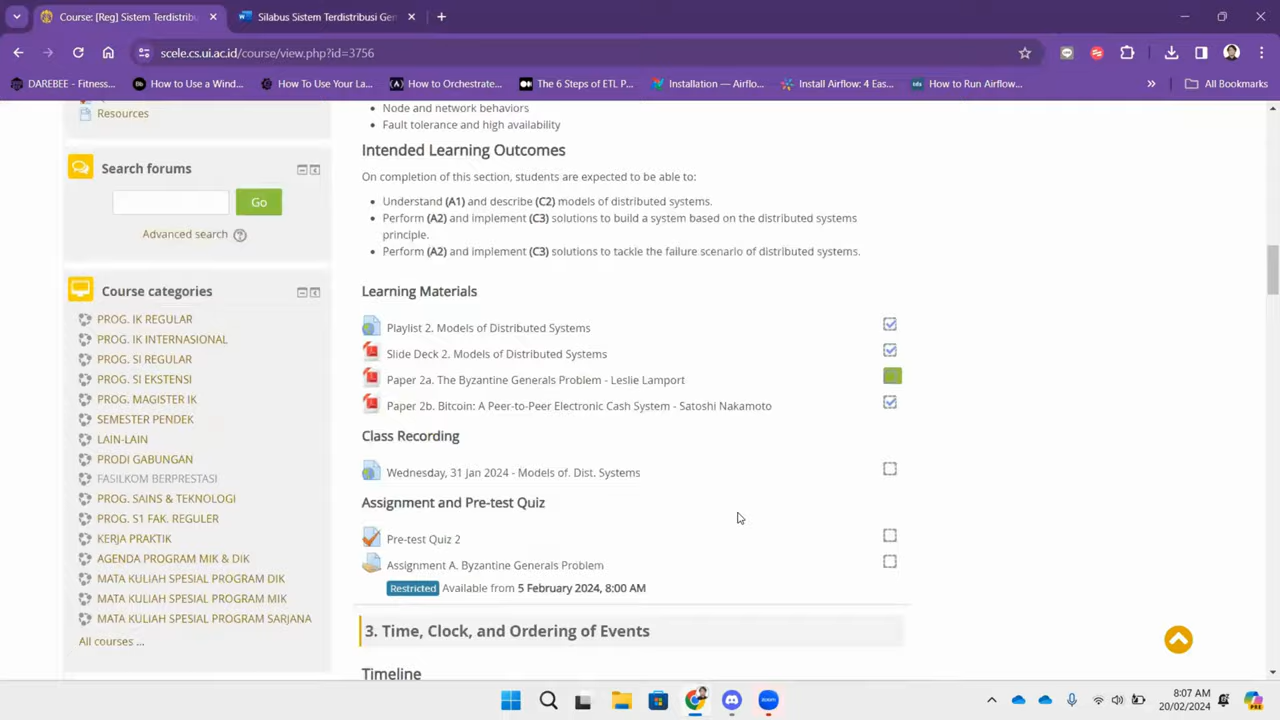 Course: [Reg] Sistem Terdistribu
Silabus Sistem Terdistribusi Gen
scele.cs.ui.ac.id/course/view.php?id=3756
DAREBEE - Fitness...
How to Use a Wind...
How To Use Your La...
How to Orchestrate...
The 6 Steps of ETL P...
Installation — Airflo...
Install Airflow: 4 Eas...
How to Run Airflow...
All Bookmarks
Resources
Search forums
Go
Advanced search
Course categories
PROG. IK REGULAR
PROG. IK INTERNASIONAL
PROG. SI REGULAR
PROG. SI EKSTENSI
PROG. MAGISTER IK
SEMESTER PENDEK
LAIN-LAIN
PRODI GABUNGAN
FASILKOM BERPRESTASI
PROG. SAINS & TEKNOLOGI
PROG. S1 FAK. REGULER
KERJA PRAKTIK
AGENDA PROGRAM MIK & DIK
MATA KULIAH SPESIAL PROGRAM DIK
MATA KULIAH SPESIAL PROGRAM MIK
MATA KULIAH SPESIAL PROGRAM SARJANA
All courses ...
Node and network behaviors
Fault tolerance and high availability
Intended Learning Outcomes
On completion of this section, students are expected to be able to:
Understand (A1) and describe (C2) models of distributed systems.
Perform (A2) and implement (C3) solutions to build a system based on the distributed systems
principle.
Perform (A2) and implement (C3) solutions to tackle the failure scenario of distributed systems.
Learning Materials
Playlist 2. Models of Distributed Systems
Slide Deck 2. Models of Distributed Systems
Paper 2a. The Byzantine Generals Problem - Leslie Lamport
Paper 2b. Bitcoin: A Peer-to-Peer Electronic Cash System - Satoshi Nakamoto
Class Recording
Wednesday, 31 Jan 2024 - Models of. Dist. Systems
Assignment and Pre-test Quiz
Pre-test Quiz 2
Assignment A. Byzantine Generals Problem
Restricted Available from 5 February 2024, 8:00 AM
3. Time, Clock, and Ordering of Events
Timeline
8:07 AM
20/02/2024